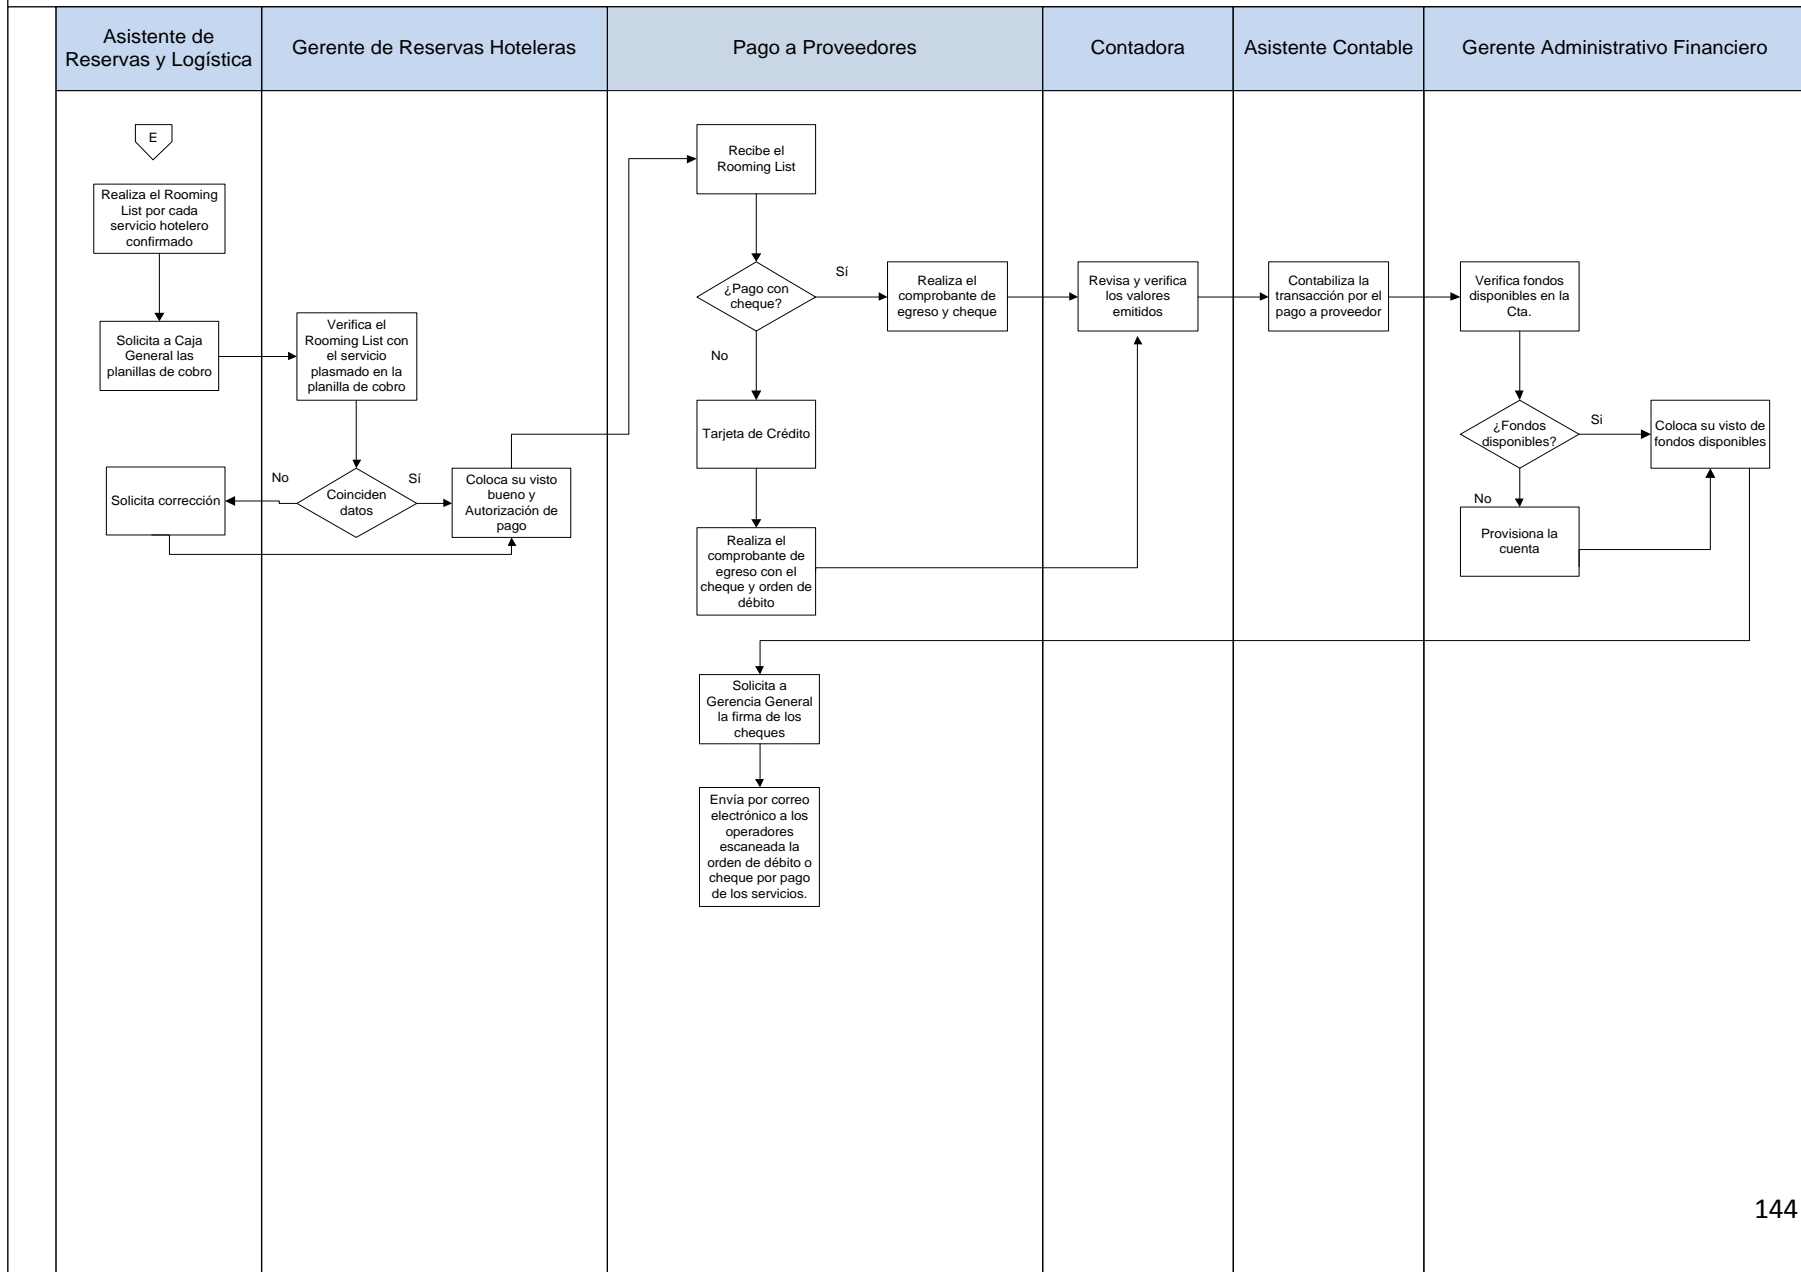 Asistente de
Reservas y Logística
Gerente de Reservas Hoteleras
Pago a Proveedores
Contadora
Asistente Contable
Gerente Administrativo Financiero
E
Realiza el Rooming
List por cada
servicio hotelero
confirmado
Solicita a Caja
General las
planillas de cobro
Solicita corrección
Verifica el
Rooming List con
el servicio
plasmado en la
planilla de cobro
No
Coinciden
datos
Sí
Coloca su visto
bueno y
Autorización de
pago
Recibe el
Rooming List
¿Pago con
cheque?
Sí
Realiza el
comprobante de
egreso y cheque
No
Tarjeta de Crédito
Realiza el
comprobante de
egreso con el
cheque y orden de
débito
Solicita a
Gerencia General
la firma de los
cheques
Envía por correo
electrónico a los
operadores
escaneada la
orden de débito o
cheque por pago
de los servicios.
Revisa y verifica
los valores
emitidos
Contabiliza la
transacción por el
pago a proveedor
Verifica fondos
disponibles en la
Cta.
¿Fondos
disponibles?
Si
Coloca su visto de
fondos disponibles
No
Provisiona la
cuenta
144